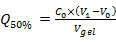 Q50% = C0×(V1−V0) / Vgel